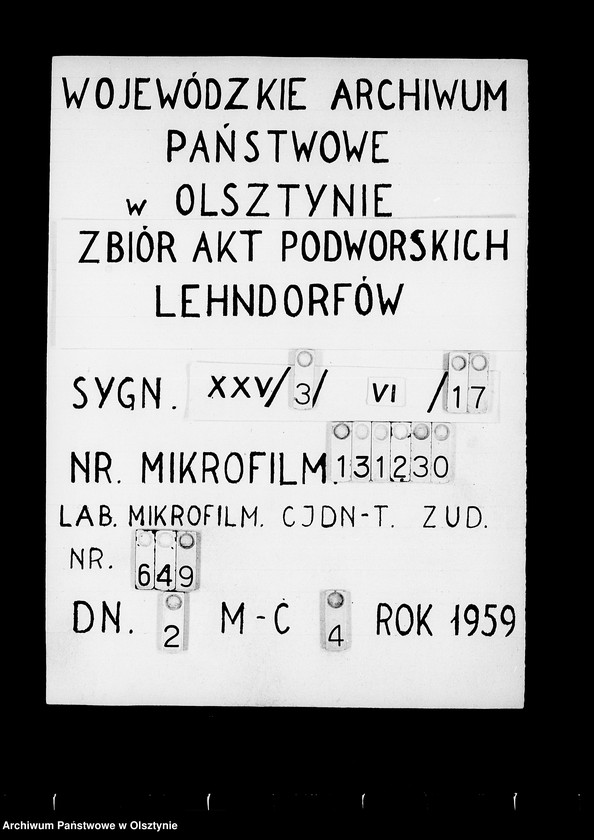 WOJEWÓDZKIE ARCHIWUM
PAŃSTWOWE
w OLSZTYNIE
ZBIÓR AKT PODWORSKICH
LEHNDORFÓW
SYGN. XXV/3/ VI /17
NR. MIKROFILM. 131230
LAB. MIKROFILM. CJDN-T. ZUD.
NR. 649
DN. 2 M-C 4 ROK 1959
Archiwum Państwowe w Olsztynie